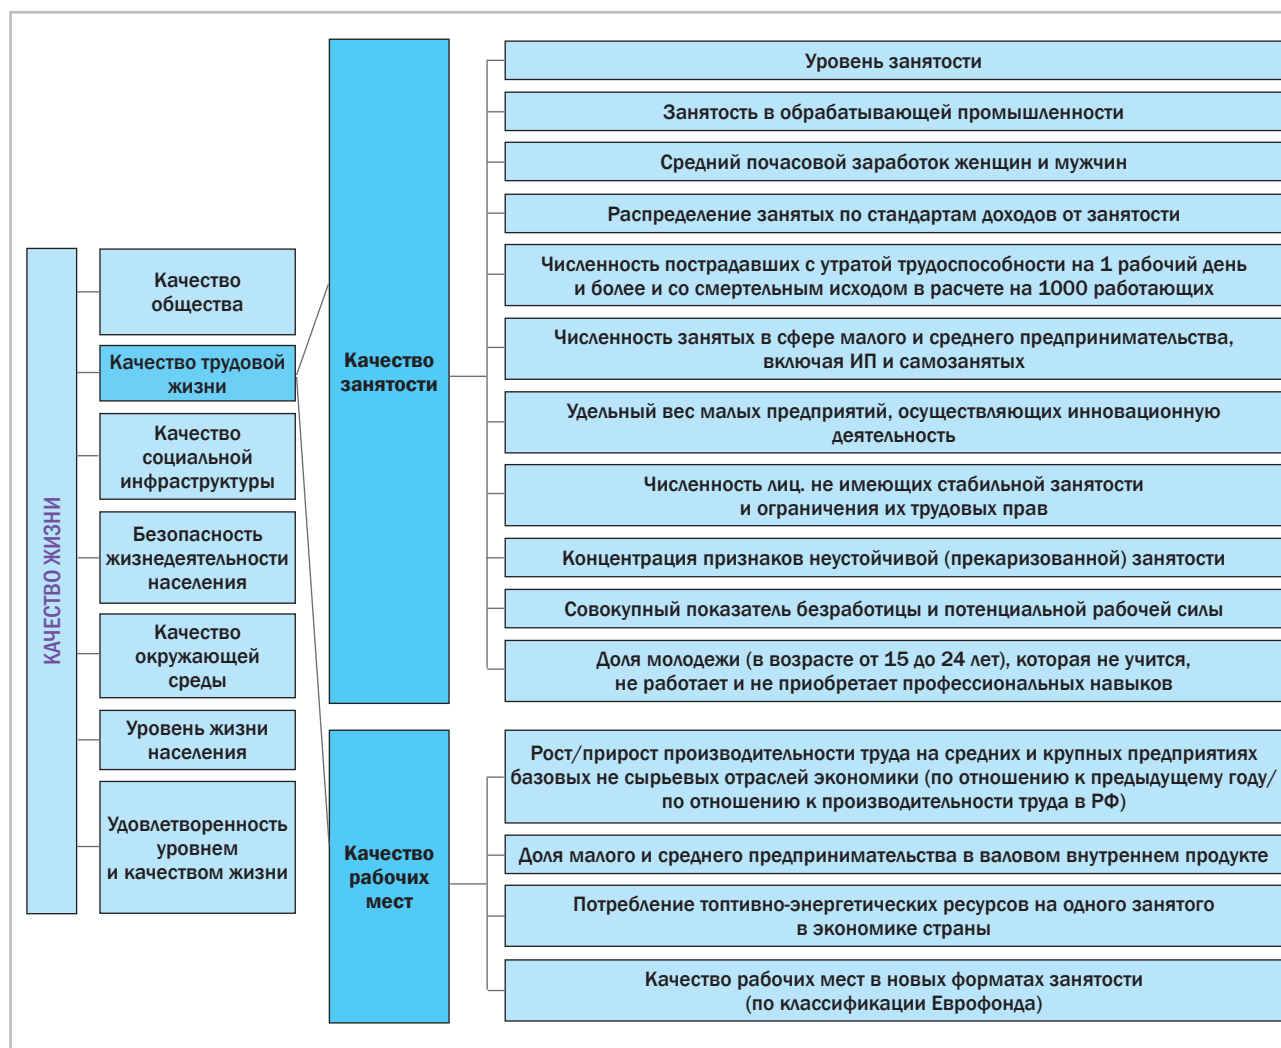 КАЧЕСТВО ЖИЗНИ
Качество
общества
Качество трудовой
жизни
Качество
социальной
инфраструктуры
Безопасность
жизнедеятельности
населения
Качество
окружающей
среды
Уровень жизни
населения
Удовлетворенность
уровнем
и качеством жизни
Качество
занятости
Уровень занятости
Занятость в обрабатывающей промышленности
Средний почасовой заработок женщин и мужчин
Распределение занятых по стандартам доходов от занятости
Численность пострадавших с утратой трудоспособности на 1 рабочий день
и более и со смертельным исходом в расчете на 1000 работающих
Численность занятых в сфере малого и среднего предпринимательства,
включая ИП и самозанятых
Удельный вес малых предприятий, осуществляющих инновационную
деятельность
Численность лиц. не имеющих стабильной занятости
и ограничения их трудовых прав
Концентрация признаков неустойчивой (прекаризованной) занятости
Совокупный показатель безработицы и потенциальной рабочей силы
Доля молодежи (в возрасте от 15 до 24 лет), которая не учится,
не работает и не приобретает профессиональных навыков
Качество
рабочих
мест
Рост/прирост производительности труда на средних и крупных предприятиях
базовых не сырьевых отраслей экономики (по отношению к предыдущему году/
по отношению к производительности труда в РФ)
Доля малого и среднего предпринимательства в валовом внутреннем продукте
Потребление топтивно-энергетических ресурсов на одного занятого
в экономике страны
Качество рабочих мест в новых форматах занятости
(по классификации Еврофонда)